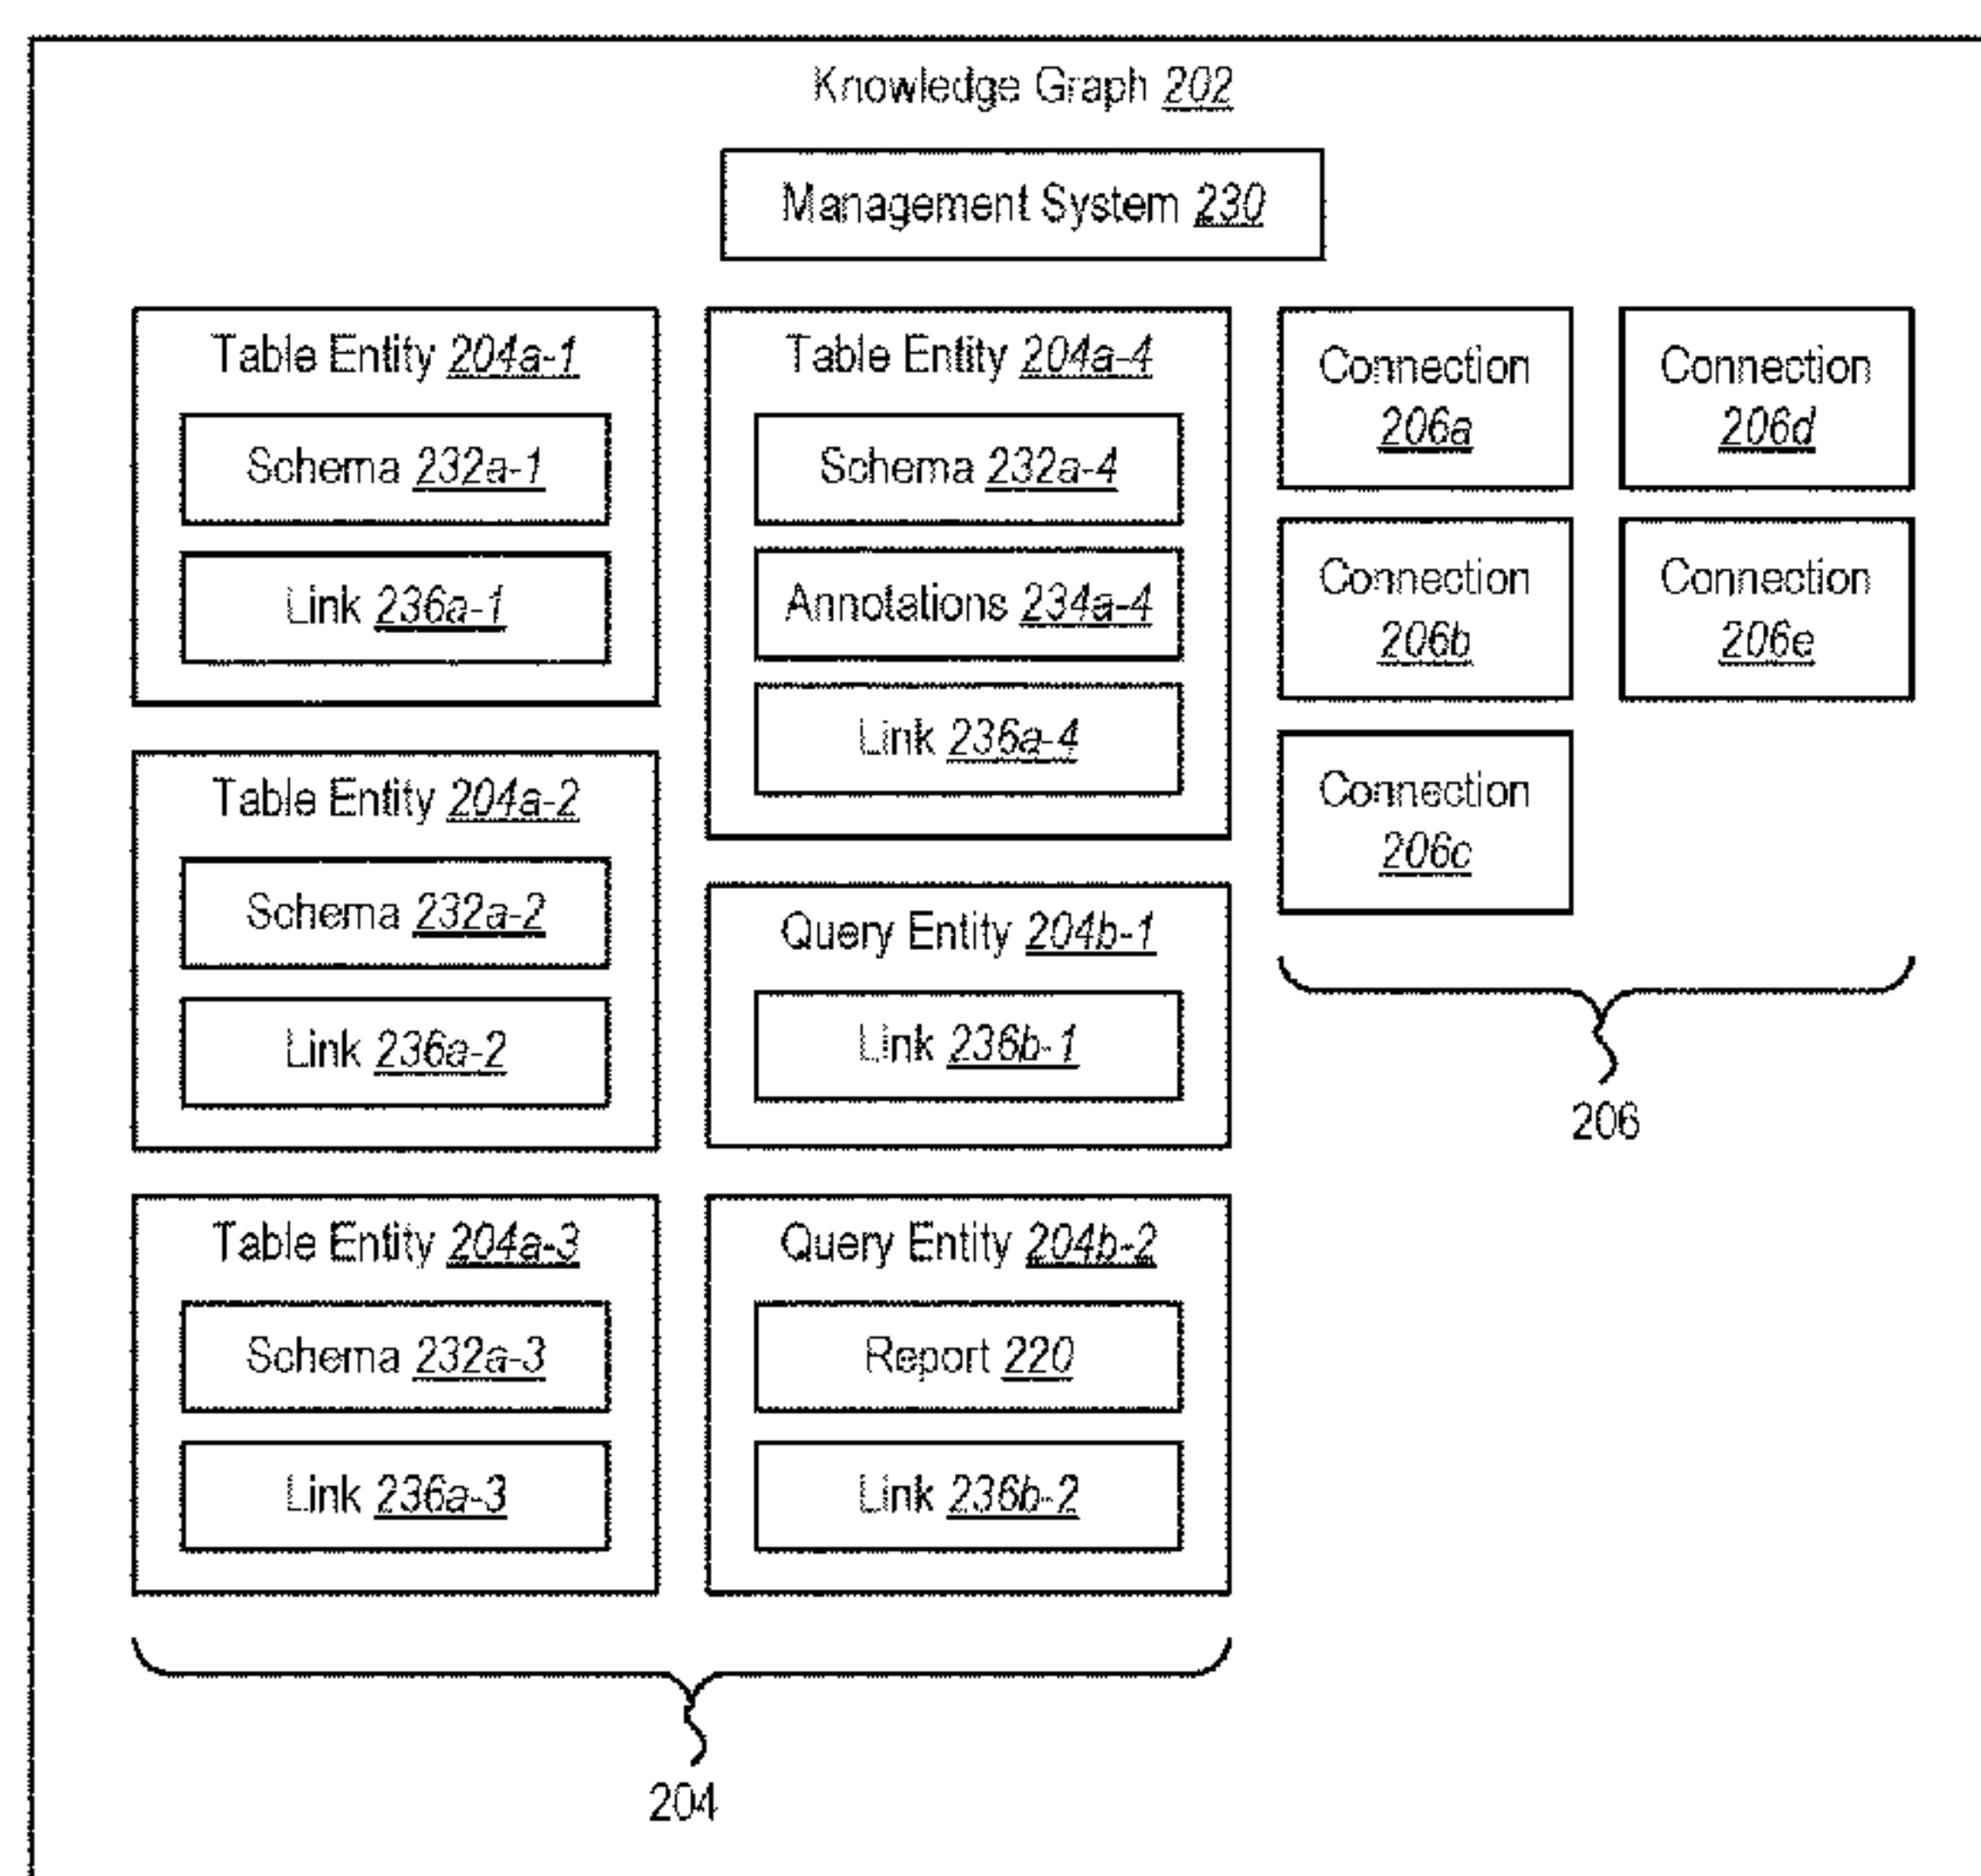 Knowledge Graph 202
Management System 230
Table Entity 204a-1
Schema 232a-1
Link 236a-1
Table Entity 204a-2
Schema 232a-2
Link 236a-2
Table Entity 204a-3
Schema 232a-3
Link 236a-3
Table Entity 204a-4
Schema 232a-4
Annotations 234a-4
Link 236a-4
Query Entity 204b-1
Link 236b-1
Query Entity 204b-2
Report 220
Link 236b-2
204
Connection
206a
Connection
206b
Connection
206c
Connection
206d
Connection
206e
206